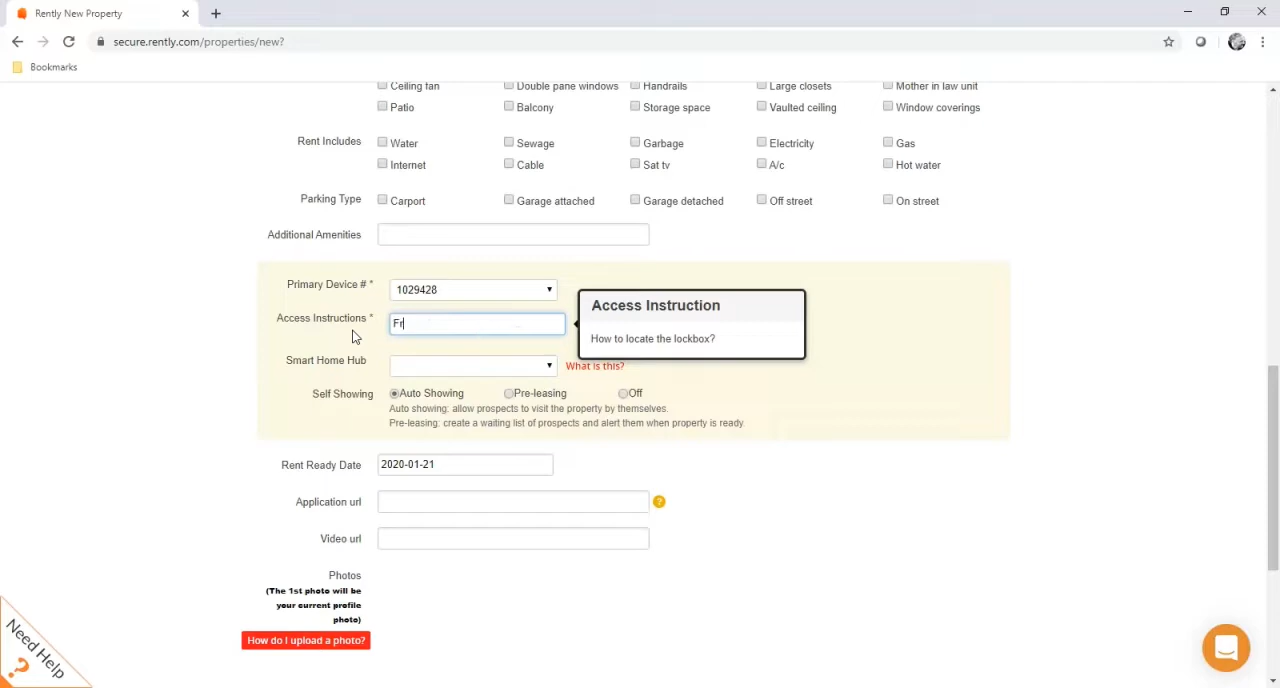 Rently New Property
secure.rently.com/properties/new?
Bookmarks
Ceiling fan Double pane windows Handrails Large closets Mother in law unit
Patio Balcony Storage space Vaulted ceiling Window coverings
Rent Includes Water Sewage Garbage Electricity Gas
Internet Cable Sat tv A/c Hot water
Parking Type Carport Garage attached Garage detached Off street On street
Additional Amenities
Primary Device # * 1029428
Access Instruction
Access Instructions * Fr
How to locate the lockbox?
Smart Home Hub What is this?
Self Showing Auto Showing Pre-leasing Off
Auto showing: allow prospects to visit the property by themselves.
Pre-leasing: create a waiting list of prospects and alert them when property is ready.
Rent Ready Date 2020-01-21
Application url ?
Video url
Photos
(The 1st photo will be
your current profile
photo)
How do I upload a photo?
Need Help
?